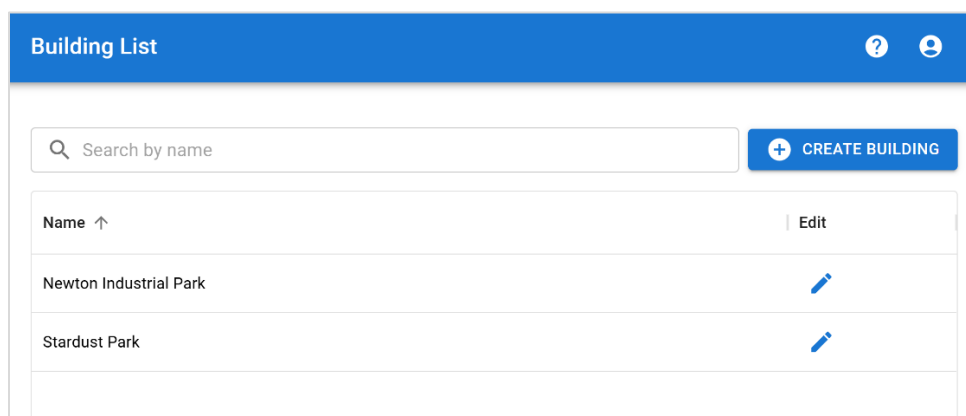 Building List
Search by name
CREATE BUILDING
Name Edit
Newton Industrial Park
Stardust Park